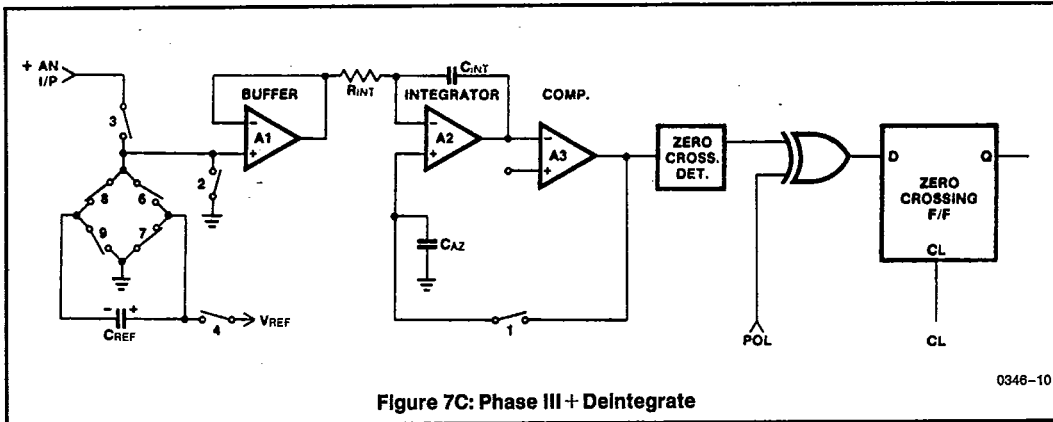 + AN
I/P
3
8
6
9
7
2
- +
CREF
4
VREF
BUFFER
-
A1
+
RINT
CINT
INTEGRATOR
-
A2
+
CAZ
1
COMP.
-
A3
+
ZERO
CROSS.
DET.
POL
D
Q
ZERO
CROSSING
F/F
CL
CL
0346-10
Figure 7C: Phase III + Deintegrate